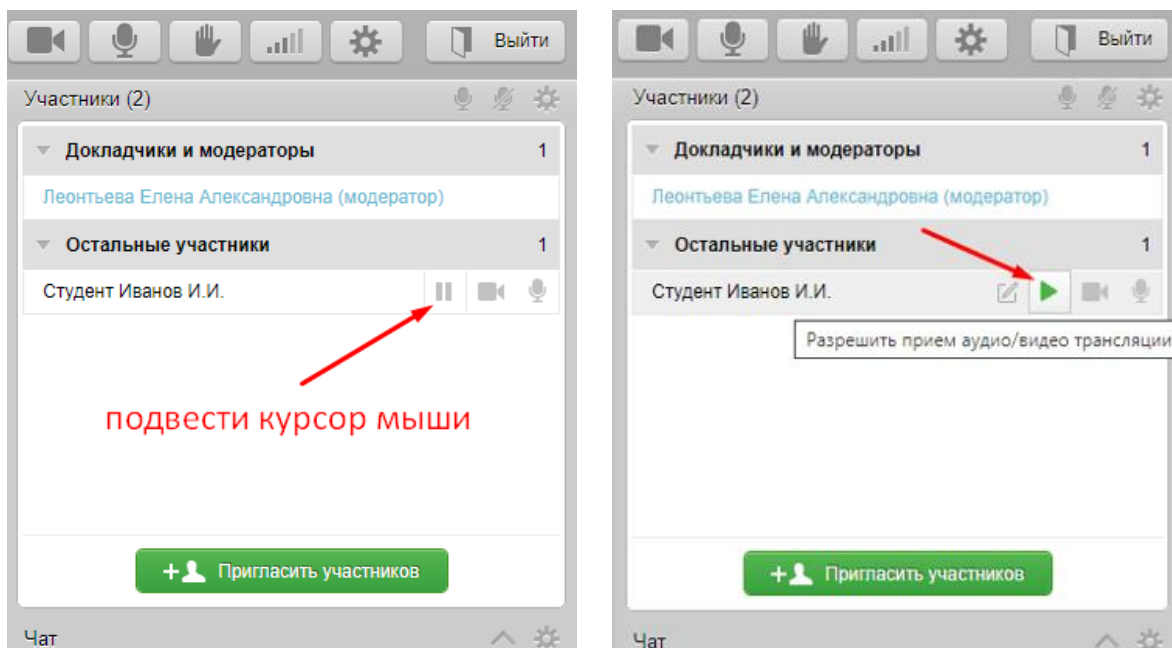 Выйти
Участники (2)
Докладчики и модераторы 1
Леонтьева Елена Александровна (модератор)
Остальные участники 1
Студент Иванов И.И.
подвести курсор мыши
Пригласить участников
Чат
Выйти
Участники (2)
Докладчики и модераторы 1
Леонтьева Елена Александровна (модератор)
Остальные участники 1
Студент Иванов И.И.
Разрешить прием аудио/видео трансляции
Пригласить участников
Чат